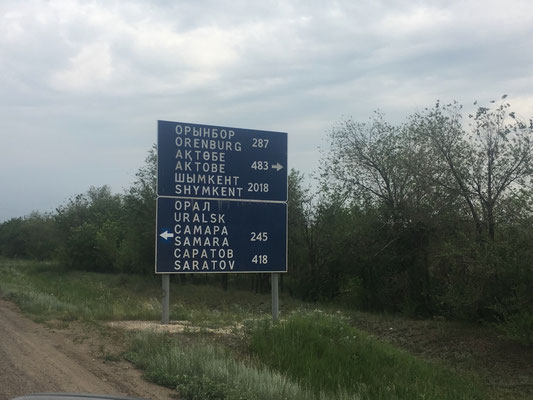 ОРЫНБОР
ORENBURG 287
АҚТӨБЕ
AKTOBE 483
ШЫМКЕНТ
SHYMKENT 2018
ОРАЛ
URALSK
САМАРА
SAMARA 245
САРАТОВ
SARATOV 418